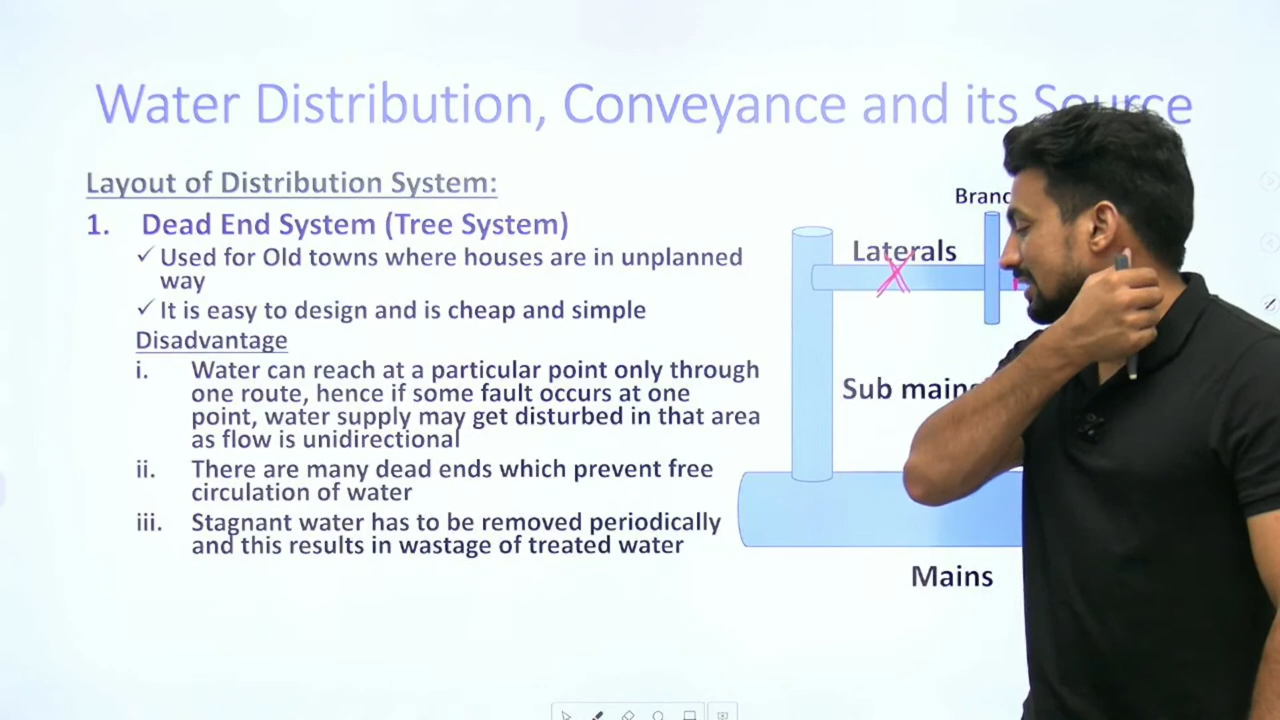 Water Distribution, Conveyance and its Source
Layout of Distribution System:
1. Dead End System (Tree System)
✓ Used for Old towns where houses are in unplanned
way
✓ It is easy to design and is cheap and simple
Disadvantage
i. Water can reach at a particular point only through
one route, hence if some fault occurs at one
point, water supply may get disturbed in that area
as flow is unidirectional
ii. There are many dead ends which prevent free
circulation of water
iii. Stagnant water has to be removed periodically
and this results in wastage of treated water
Laterals
Mains